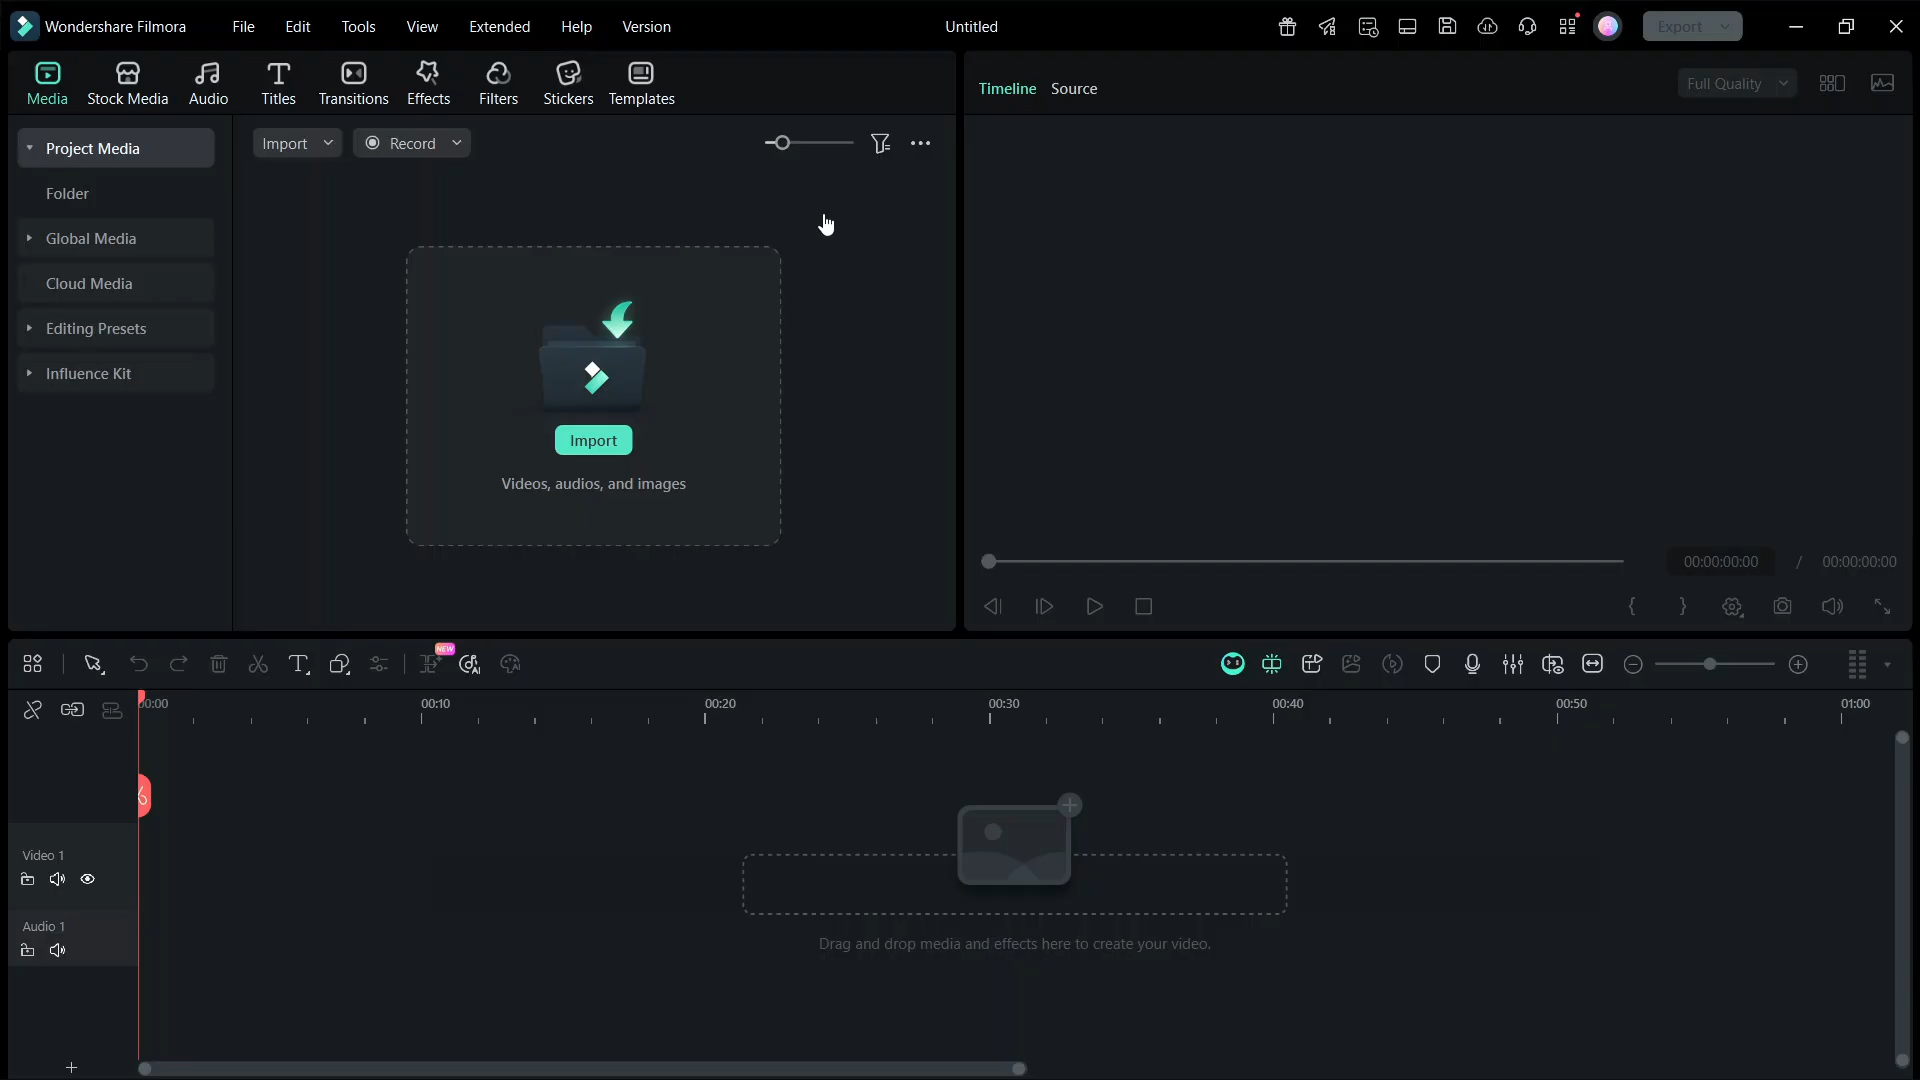 Wondershare Filmora
File
Edit
Tools
View
Extended
Help
Version
Untitled
Export
Media
Stock Media
Audio
Titles
Transitions
Effects
Filters
Stickers
Templates
Timeline
Source
Full Quality
Project Media
Folder
Global Media
Cloud Media
Editing Presets
Influence Kit
Import
Record
Import
Videos, audios, and images
00:00:00:00
/
00:00:00:00
NEW
00:00
00:10
00:20
00:30
00:40
00:50
01:00
Video 1
Audio 1
Drag and drop media and effects here to create your video.